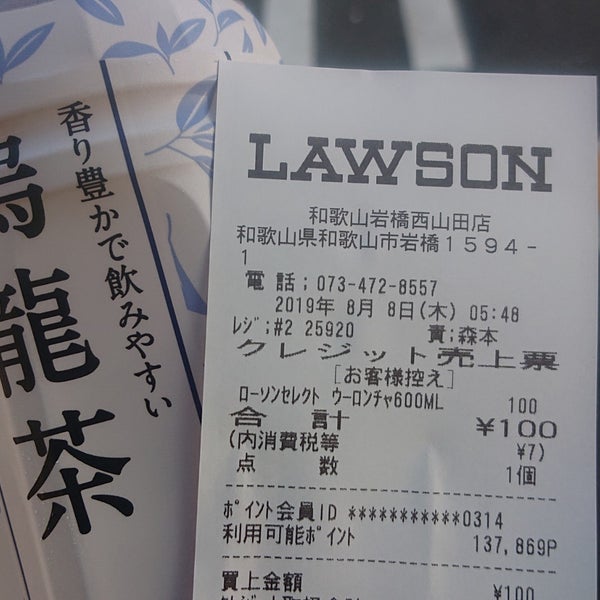 香り豊かで飲みやすい
烏龍茶
LAWSON
和歌山岩橋西山田店
和歌山県和歌山市岩橋１５９４－
１
電 話；073-472-8557
2019年 8月 8日(木) 05:48
ﾚｼﾞ;#2 25920 責;森本
クレジット売上票
[お客様控え]
ﾛｰｿﾝｾﾚｸﾄ ｳｰﾛﾝﾁｬ600ML 100
合 計 ¥100
(内消費税等 ¥7)
点 数 1個
ﾎﾟｲﾝﾄ会員ID ***********0314
利用可能ﾎﾟｲﾝﾄ 137,869P
買上金額 ¥100